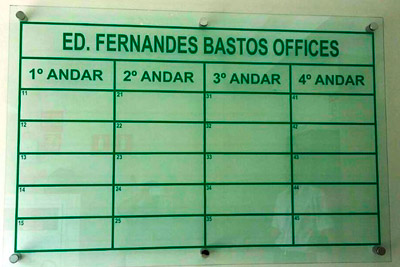 ED. FERNANDES BASTOS OFFICES
1º ANDAR 2º ANDAR 3º ANDAR 4º ANDAR
11 21 31 41
12 22 32 42
13 23 33 43
14 24 34 44
15 25 35 45